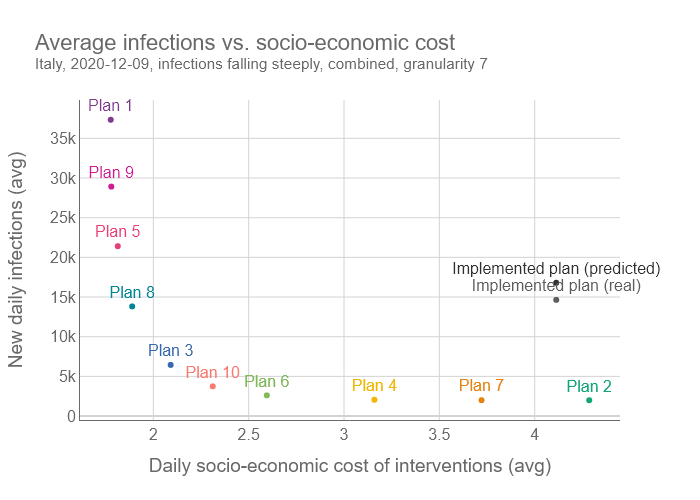 Average infections vs. socio-economic cost
Italy, 2020-12-09, infections falling steeply, combined, granularity 7
New daily infections (avg)
35k
30k
25k
20k
15k
10k
5k
0
Plan 1
Plan 9
Plan 5
Plan 8
Implemented plan (predicted)
Implemented plan (real)
Plan 3
Plan 10
Plan 6
Plan 4
Plan 7
Plan 2
2
2.5
3
3.5
4
Daily socio-economic cost of interventions (avg)